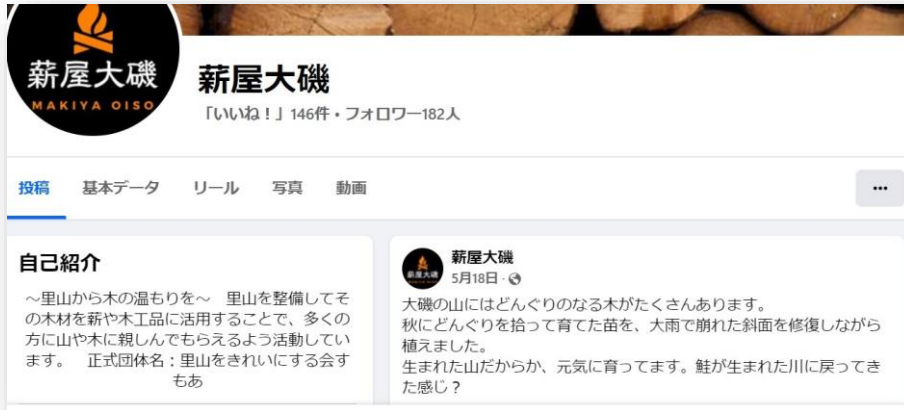 薪屋大磯
MAKIYA OISO
薪屋大磯
「いいね！」146件・フォロワー182人
投稿 基本データ リール 写真 動画
自己紹介
～里山から木の温もりを～　里山を整備してそ
の木材を薪や木工品に活用することで、多くの
方に山や木に親しんでもらえるよう活動してい
ます。　正式団体名：里山をきれいにする会す
もあ
薪屋大磯
薪屋大磯
5月18日·
大磯の山にはどんぐりのなる木がたくさんあります。
秋にどんぐりを拾って育てた苗を、大雨で崩れた斜面を修復しながら
植えました。
生まれた山だからか、元気に育ってます。鮭が生まれた川に戻ってき
た感じ？